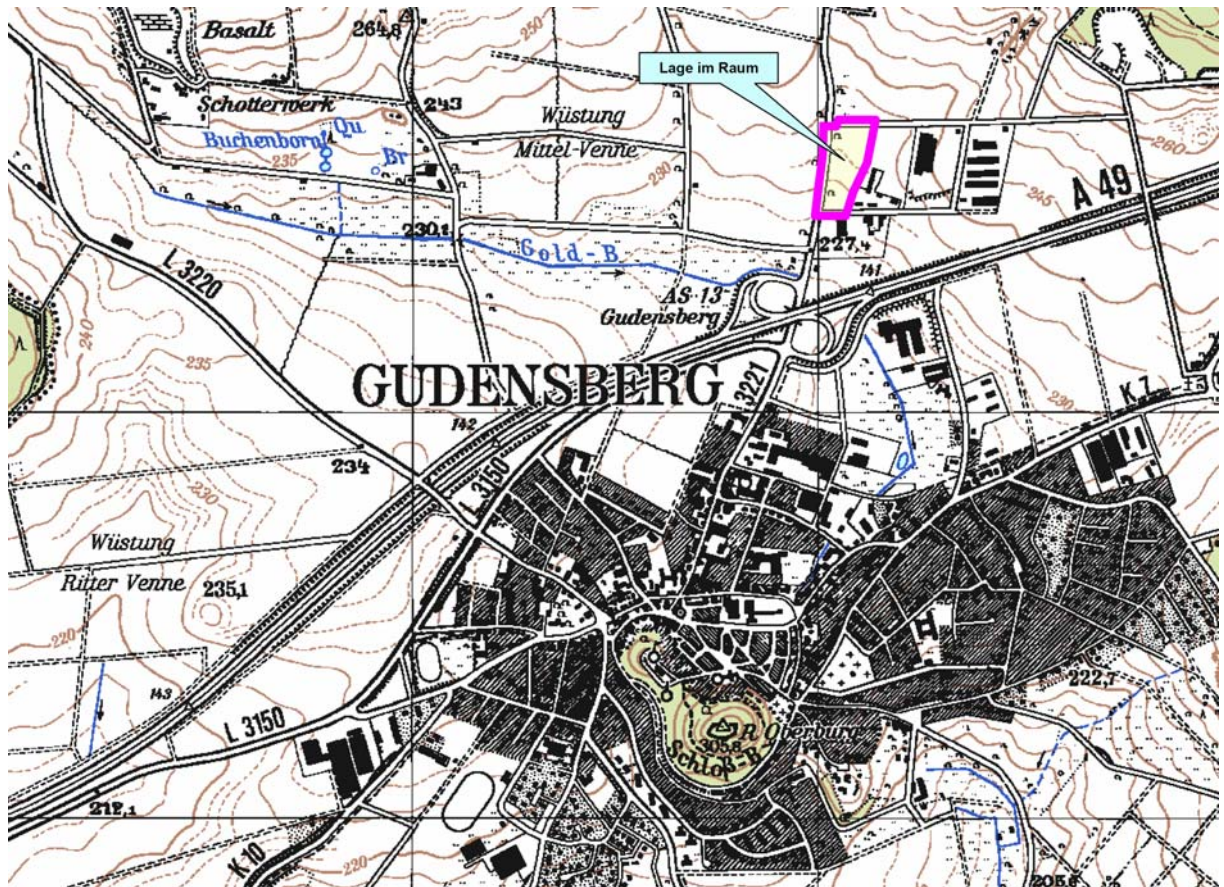 Basalt
264,8
250
Lage im Raum
Schotterwerk
243
Wüstung
Buchenborn
Qu
235
Br
Mittel-Venne
230
260
245
A 49
230,1
Gold-B
227,4
L 3220
141
AS 13
Gudensberg
240
235
GUDENSBERG
L 3221
K 7
230
142
234
L 3150
230
Wüstung
Ritter Venne
235,1
220
222,7
143
L 3150
R Oberburg
305,8
Schloß-B
212,1
K 10
220
205,6